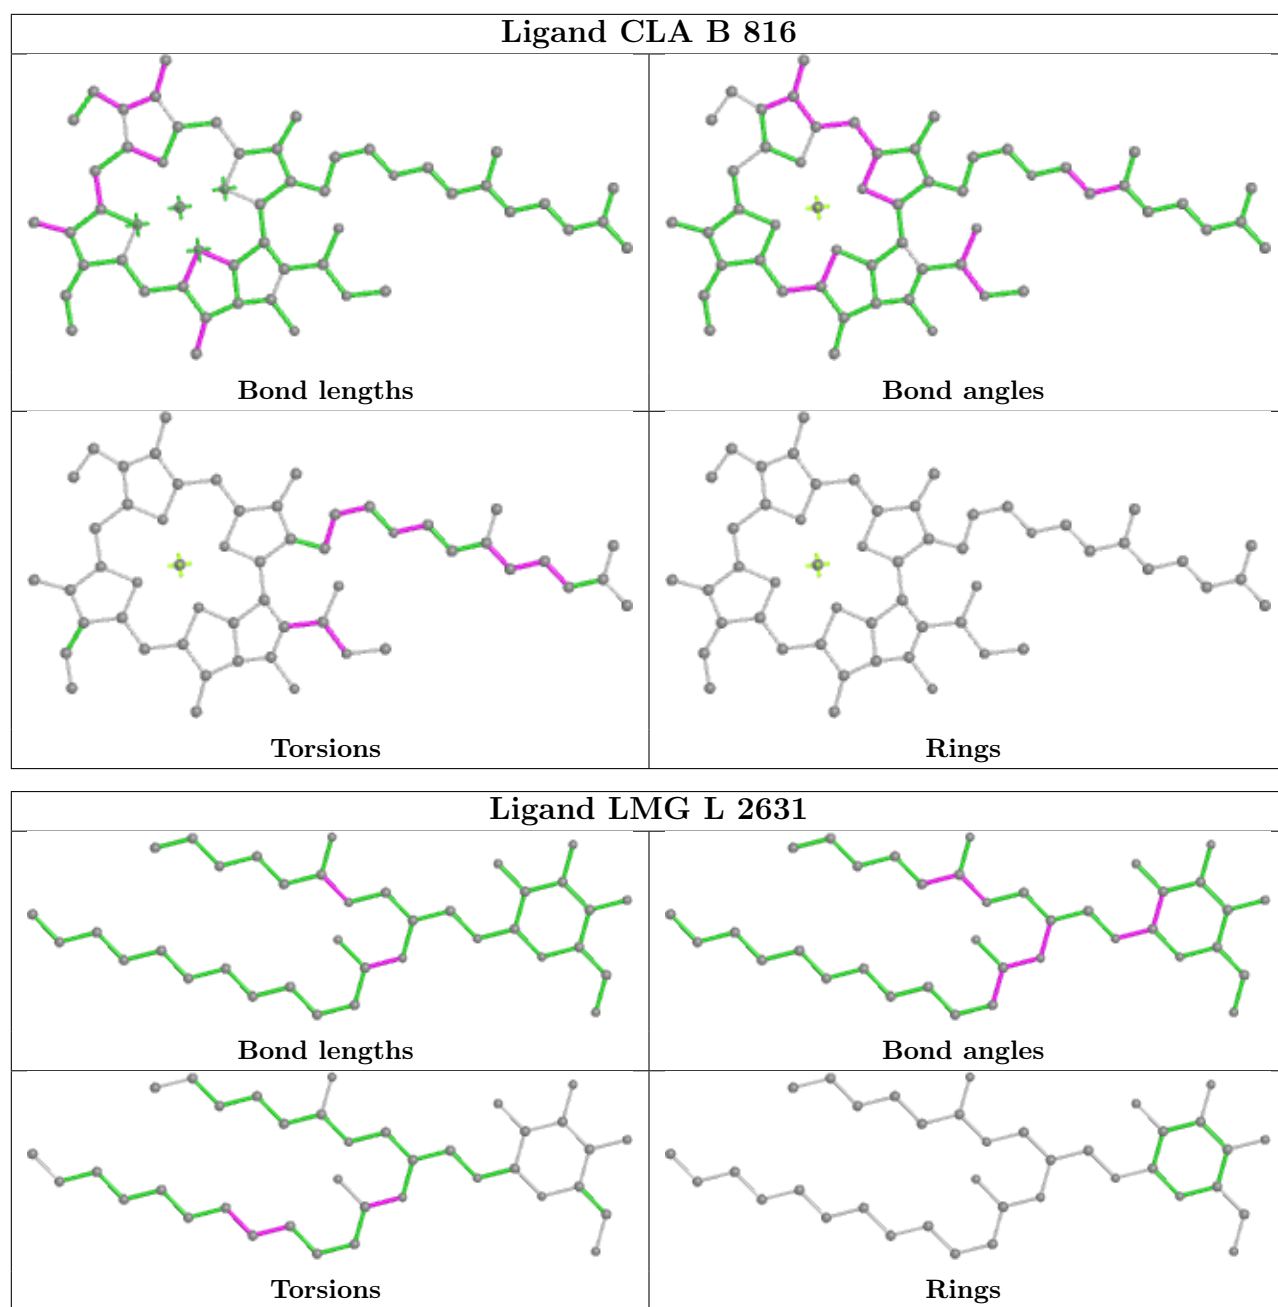 Ligand CLA B 816
Bond lengths
Bond angles
Torsions
Rings
Ligand LMG L 2631
Bond lengths
Bond angles
Torsions
Rings